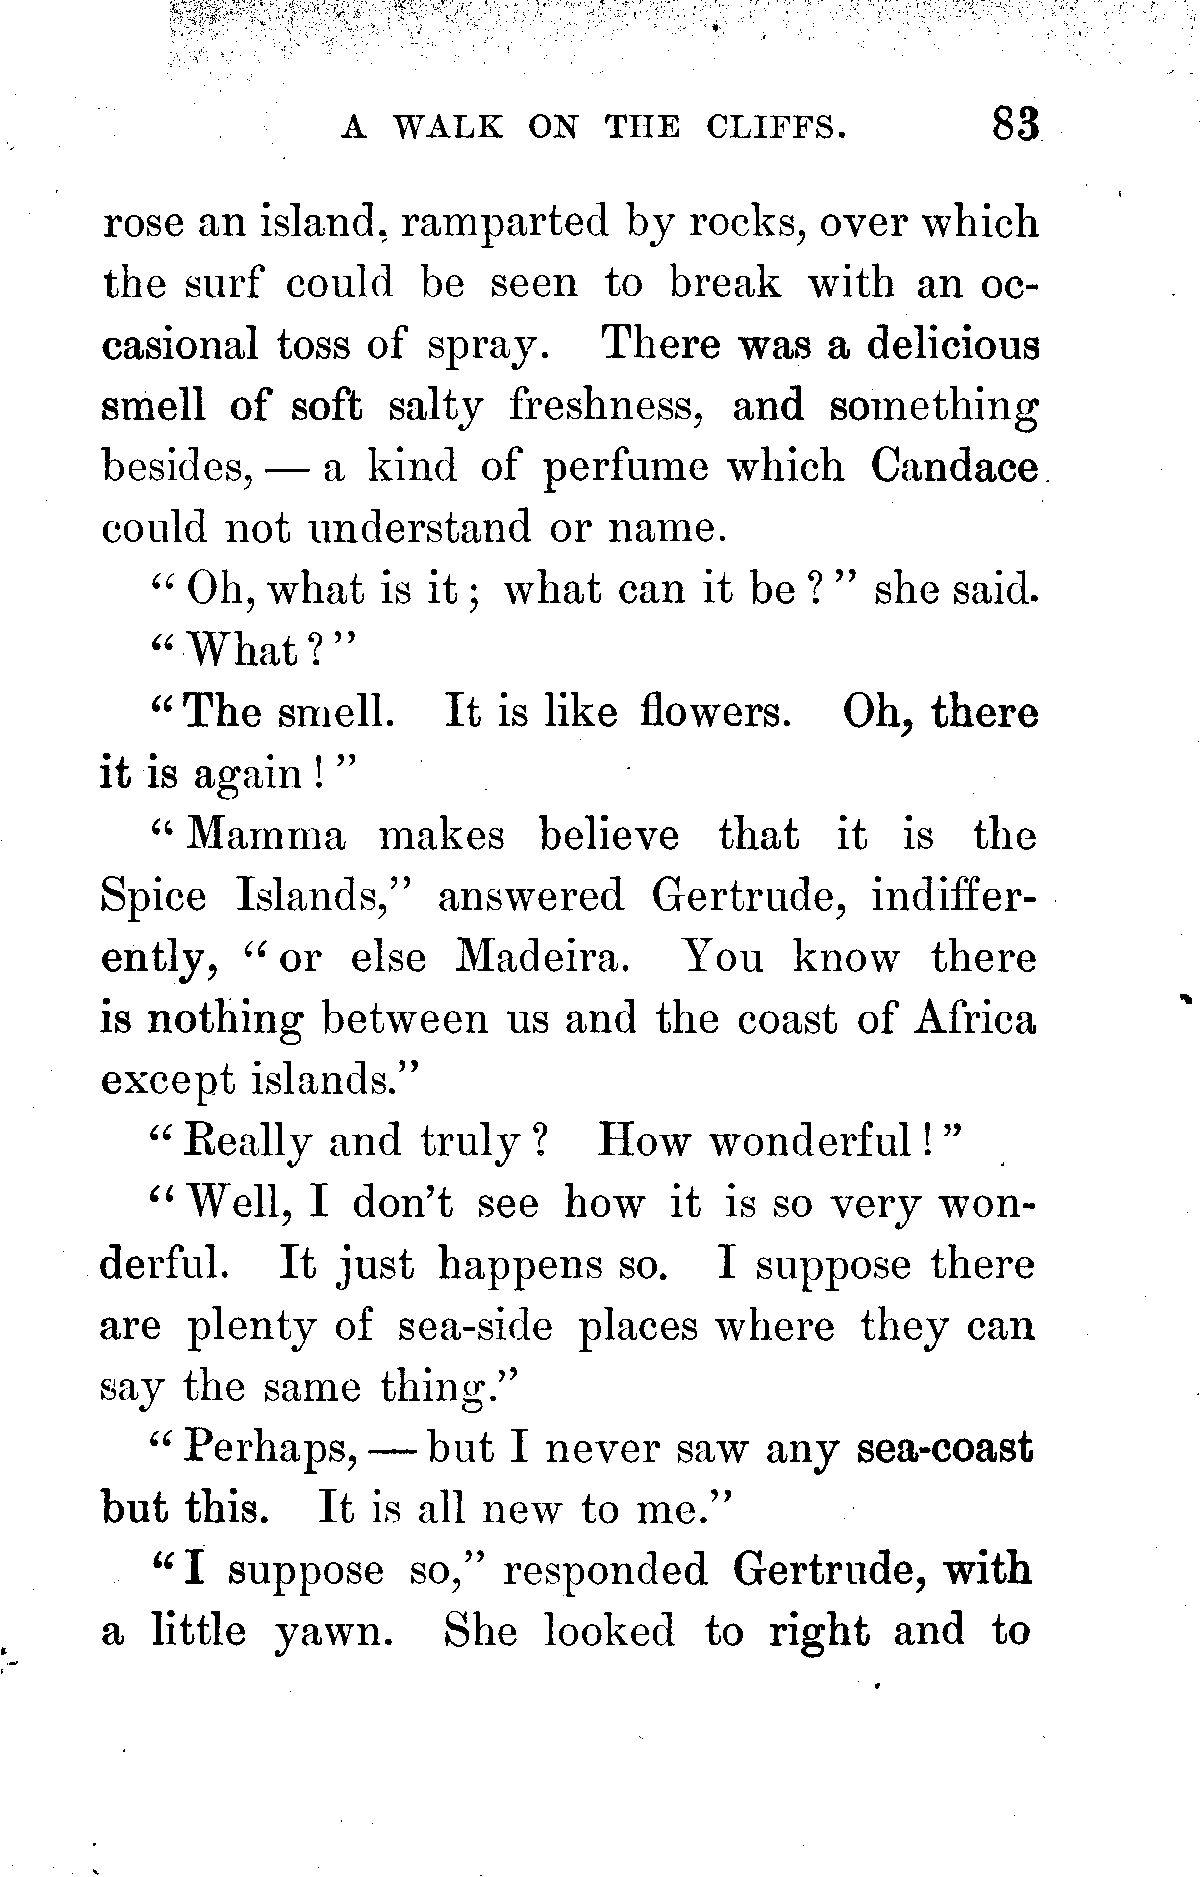 A WALK ON THE CLIFFS. 83
rose an island, ramparted by rocks, over which
the surf could be seen to break with an oc-
casional toss of spray. There was a delicious
smell of soft salty freshness, and something
besides, — a kind of perfume which Candace
could not understand or name.
“Oh, what is it; what can it be?” she said.
“What?”
“The smell. It is like flowers. Oh, there
it is again!”
“Mamma makes believe that it is the
Spice Islands,” answered Gertrude, indiffer-
ently, “or else Madeira. You know there
is nothing between us and the coast of Africa
except islands.”
“Really and truly? How wonderful!”
“Well, I don’t see how it is so very won-
derful. It just happens so. I suppose there
are plenty of sea-side places where they can
say the same thing.”
“Perhaps, — but I never saw any sea-coast
but this. It is all new to me.”
“I suppose so,” responded Gertrude, with
a little yawn. She looked to right and to